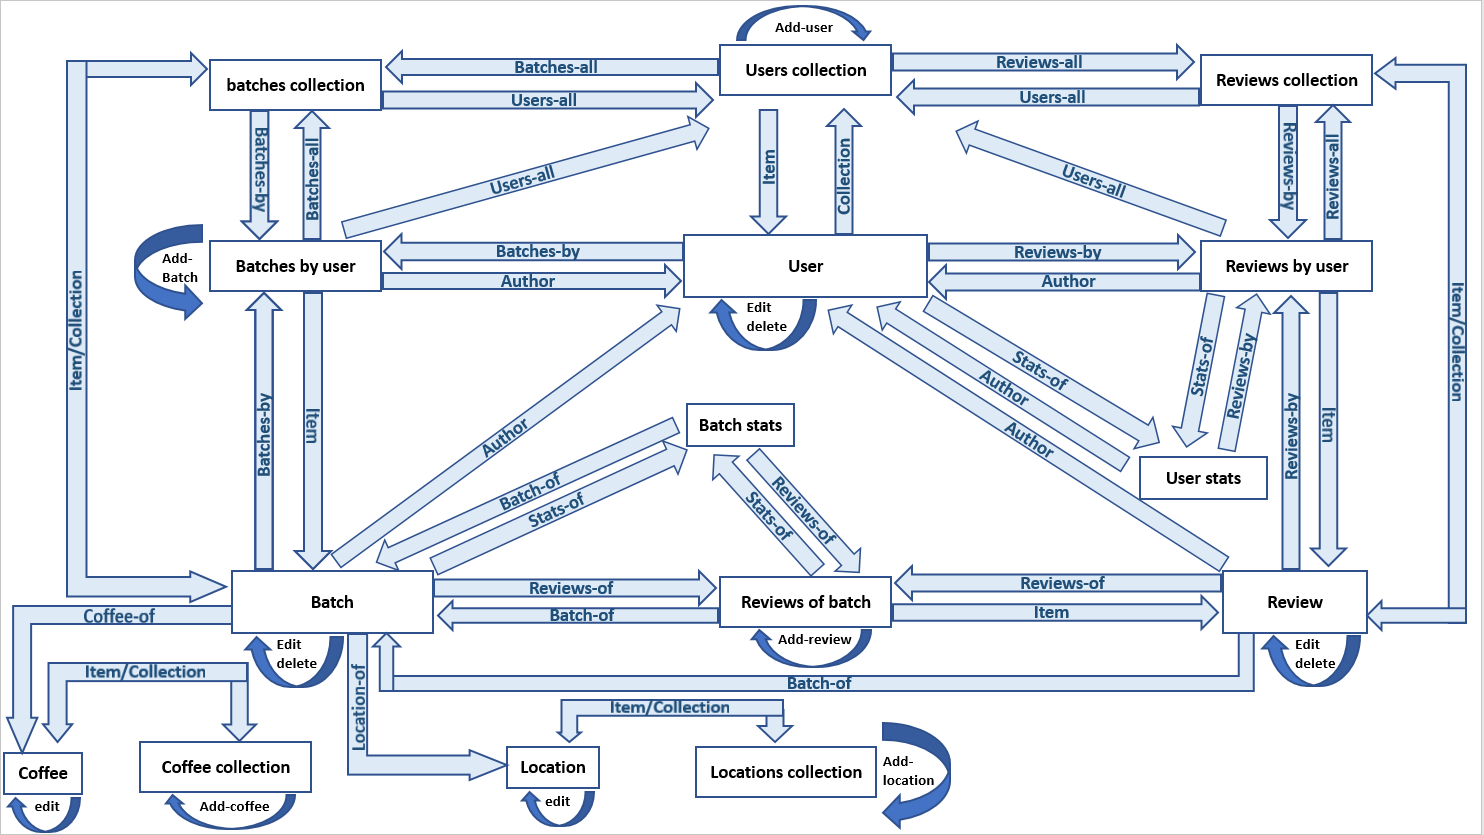 Add-user
batches collection
Batches-all
Users-all
Users collection
Reviews-all
Users-all
Reviews collection
Batches-by
Batches-all
Users-all
Item
Collection
Users-all
Reviews-by
Reviews-all
Item/Collection
Add-
Batch
Batches by user
Batches-by
Author
User
Reviews-by
Author
Reviews by user
Item/Collection
Edit
delete
Batches-by
Item
Author
Stats-of
Author
Author
Stats-of
Reviews-by
Reviews-by
Item
Batch stats
User stats
Batch-of
Stats-of
Reviews-of
Stats-of
Batch
Reviews-of
Batch-of
Reviews of batch
Reviews-of
Item
Review
Coffee-of
Edit
delete
Add-review
Edit
delete
Item/Collection
Location-of
Batch-of
Item/Collection
Coffee
Coffee collection
Location
Locations collection
Add-
location
edit
Add-coffee
edit